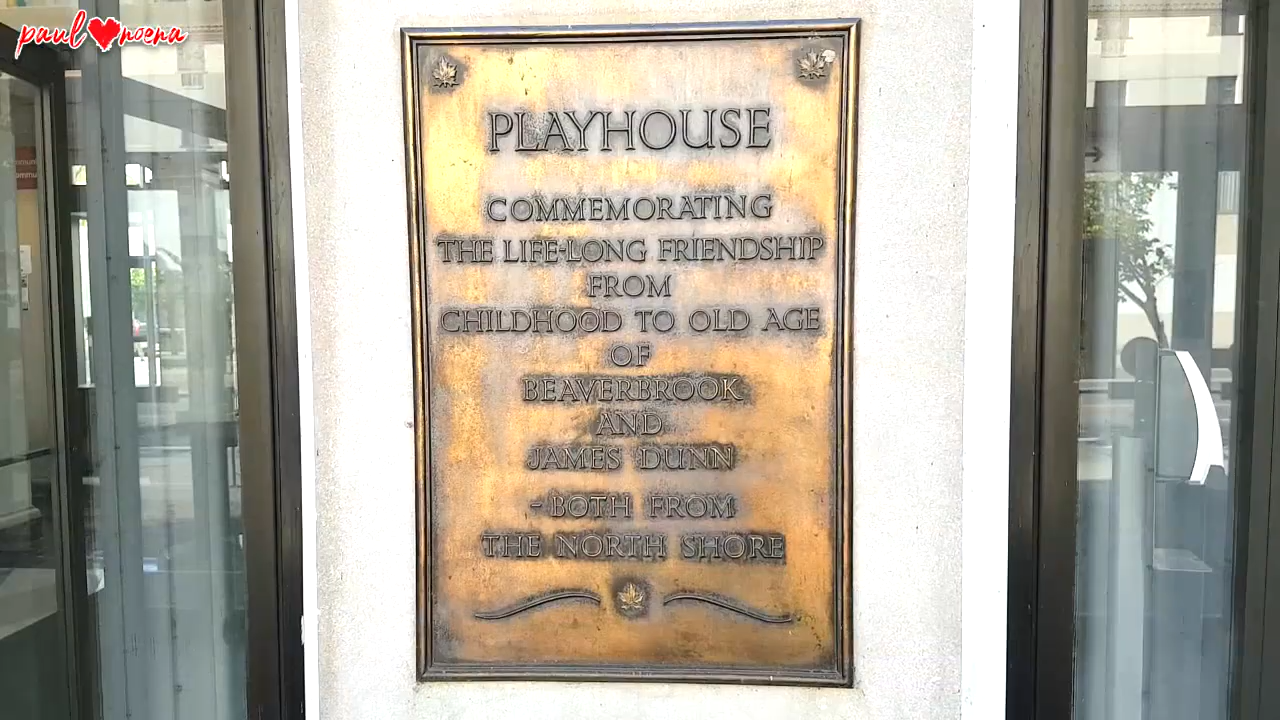 paul noena
PLAYHOUSE
COMMEMORATING
THE LIFE-LONG FRIENDSHIP
FROM
CHILDHOOD TO OLD AGE
OF
BEAVERBROOK
AND
JAMES DUNN
- BOTH FROM
THE NORTH SHORE